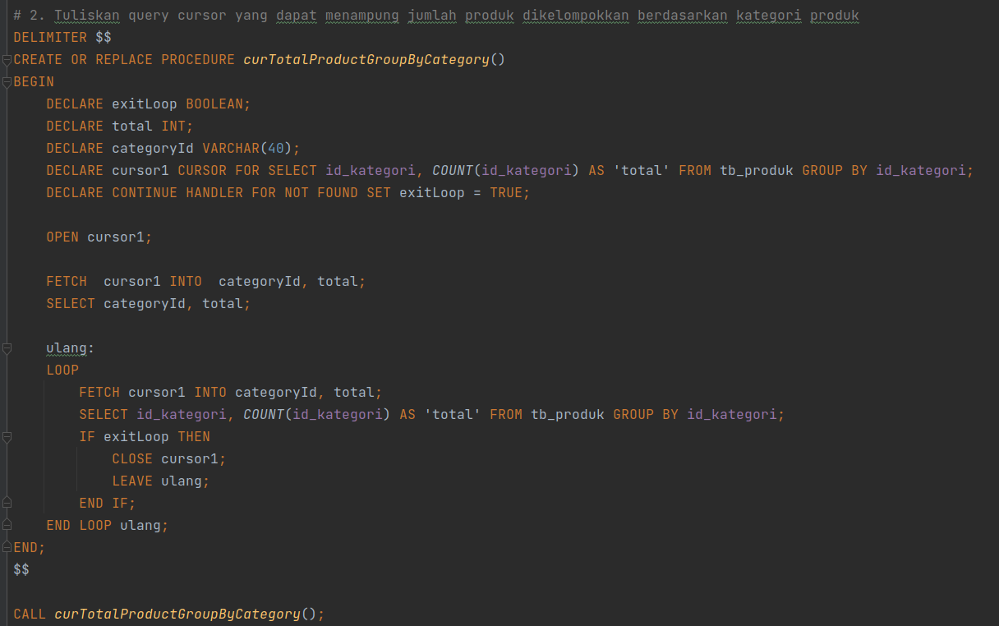 # 2. Tuliskan query cursor yang dapat menampung jumlah produk dikelompokkan berdasarkan kategori produk
DELIMITER $$
CREATE OR REPLACE PROCEDURE curTotalProductGroupByCategory()
BEGIN
    DECLARE exitLoop BOOLEAN;
    DECLARE total INT;
    DECLARE categoryId VARCHAR(40);
    DECLARE cursor1 CURSOR FOR SELECT id_kategori, COUNT(id_kategori) AS 'total' FROM tb_produk GROUP BY id_kategori;
    DECLARE CONTINUE HANDLER FOR NOT FOUND SET exitLoop = TRUE;

    OPEN cursor1;

    FETCH  cursor1 INTO  categoryId, total;
    SELECT categoryId, total;

    ulang:
    LOOP
        FETCH cursor1 INTO categoryId, total;
        SELECT id_kategori, COUNT(id_kategori) AS 'total' FROM tb_produk GROUP BY id_kategori;
        IF exitLoop THEN
            CLOSE cursor1;
            LEAVE ulang;
        END IF;
    END LOOP ulang;
END;
$$

CALL curTotalProductGroupByCategory();